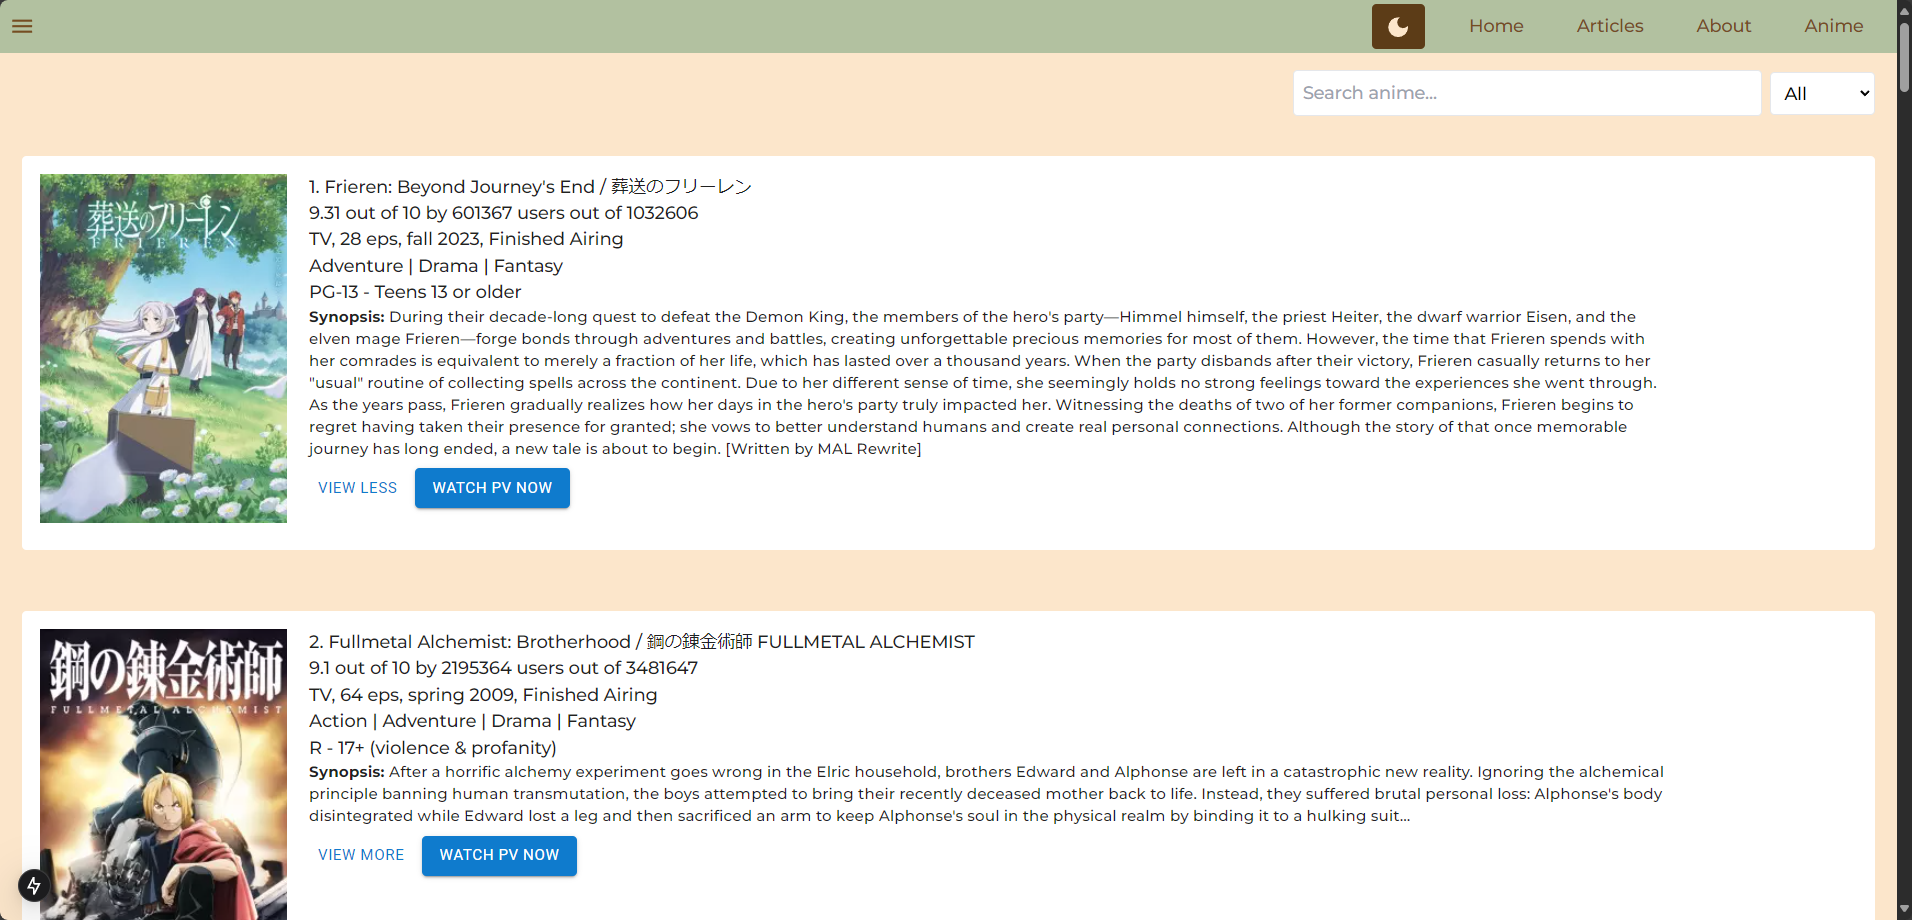 Home
Articles
About
Anime
Search anime...
All
葬送のフリーレン
FRIEREN
1. Frieren: Beyond Journey's End / 葬送のフリーレン
9.31 out of 10 by 601367 users out of 1032606
TV, 28 eps, fall 2023, Finished Airing
Adventure | Drama | Fantasy
PG-13 - Teens 13 or older
Synopsis: During their decade-long quest to defeat the Demon King, the members of the hero's party—Himmel himself, the priest Heiter, the dwarf warrior Eisen, and the
elven mage Frieren—forge bonds through adventures and battles, creating unforgettable precious memories for most of them. However, the time that Frieren spends with
her comrades is equivalent to merely a fraction of her life, which has lasted over a thousand years. When the party disbands after their victory, Frieren casually returns to her
"usual" routine of collecting spells across the continent. Due to her different sense of time, she seemingly holds no strong feelings toward the experiences she went through.
As the years pass, Frieren gradually realizes how her days in the hero's party truly impacted her. Witnessing the deaths of two of her former companions, Frieren begins to
regret having taken their presence for granted; she vows to better understand humans and create real personal connections. Although the story of that once memorable
journey has long ended, a new tale is about to begin. [Written by MAL Rewrite]
VIEW LESS
WATCH PV NOW
鋼の錬金術師
FULLMETAL ALCHEMIST
2. Fullmetal Alchemist: Brotherhood / 鋼の錬金術師 FULLMETAL ALCHEMIST
9.1 out of 10 by 2195364 users out of 3481647
TV, 64 eps, spring 2009, Finished Airing
Action | Adventure | Drama | Fantasy
R - 17+ (violence & profanity)
Synopsis: After a horrific alchemy experiment goes wrong in the Elric household, brothers Edward and Alphonse are left in a catastrophic new reality. Ignoring the alchemical
principle banning human transmutation, the boys attempted to bring their recently deceased mother back to life. Instead, they suffered brutal personal loss: Alphonse's body
disintegrated while Edward lost a leg and then sacrificed an arm to keep Alphonse's soul in the physical realm by binding it to a hulking suit...
VIEW MORE
WATCH PV NOW